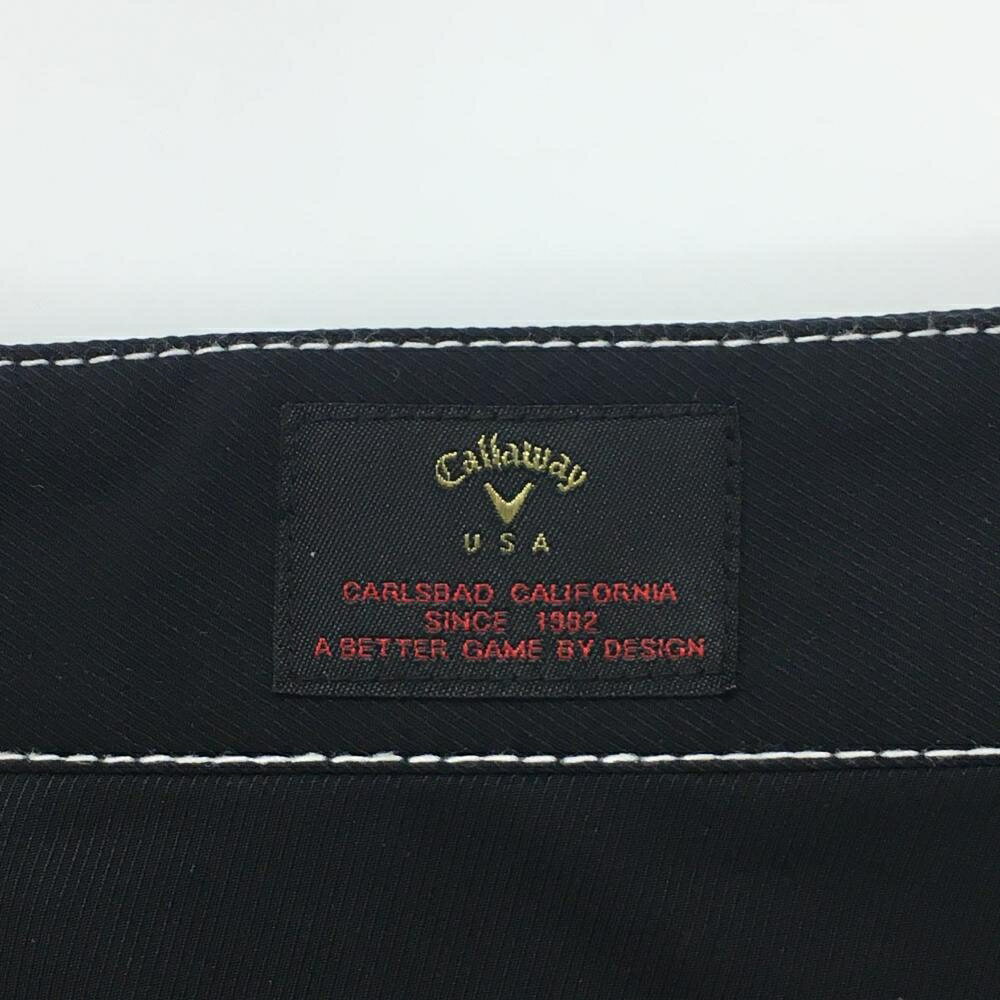 Callaway
USA
CARLSBAD CALIFORNIA
SINCE 1982
A BETTER GAME BY DESIGN